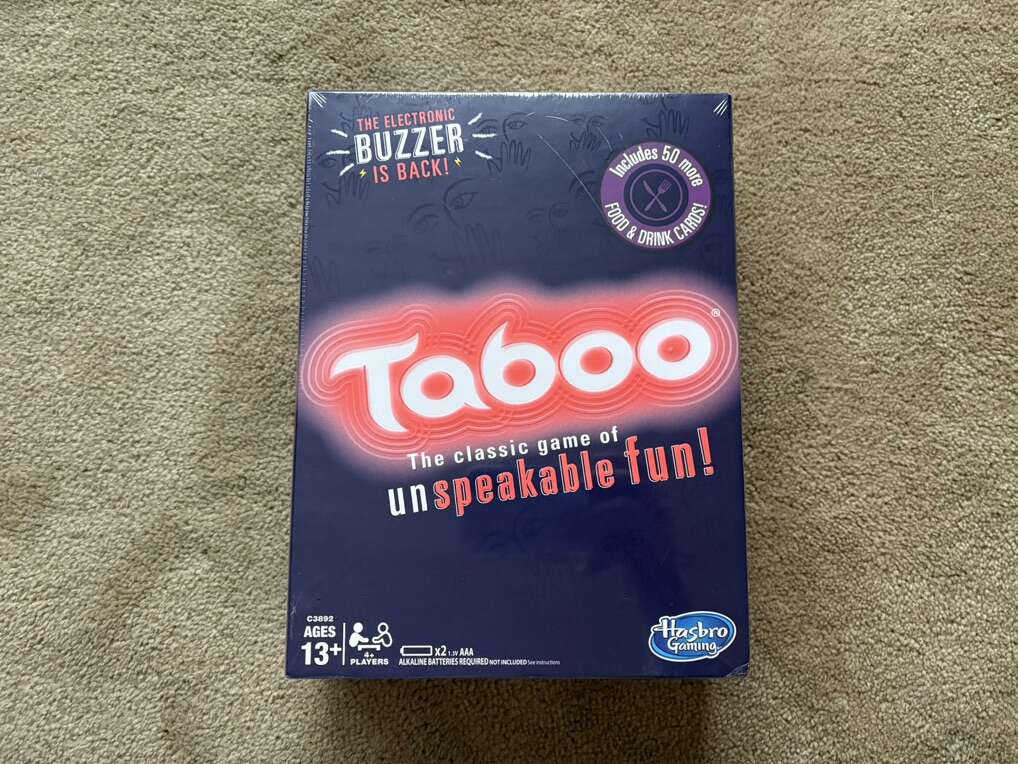 THE ELECTRONIC
BUZZER
IS BACK!
Includes 50 more
FOOD & DRINK CARDS!
Taboo®
The classic game of
unspeakable fun!
C3892
AGES
13+
4+
PLAYERS
x2 1.5V AAA
ALKALINE BATTERIES REQUIRED NOT INCLUDED See instructions
Hasbro
Gaming